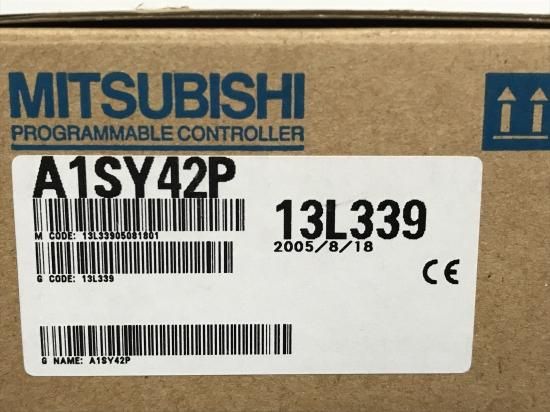 MITSUBISHI
PROGRAMMABLE CONTROLLER
A1SY42P
M CODE: 13L33905081801
13L339
2005/8/18
G CODE: 13L339
CE
G NAME: A1SY42P